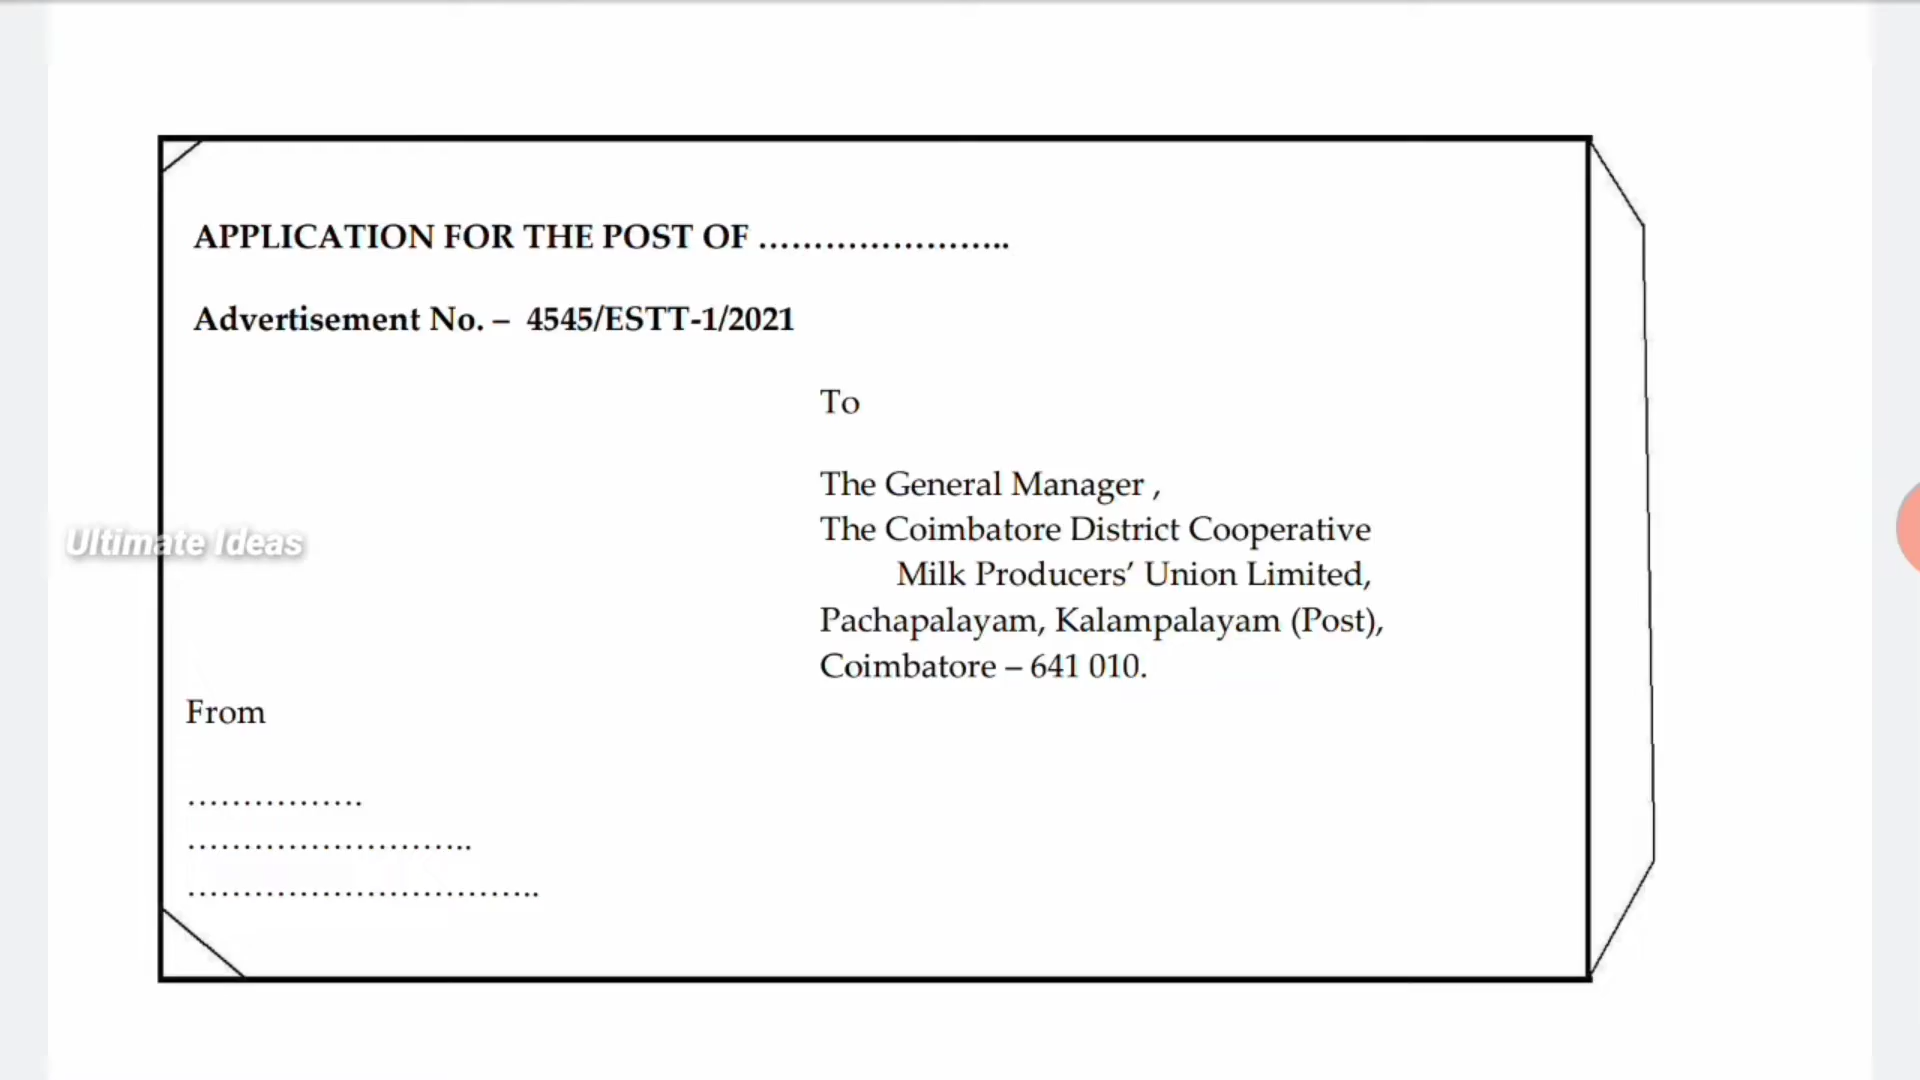 APPLICATION FOR THE POST OF ……………………..
Advertisement No. – 4545/ESTT-1/2021
To
The General Manager ,
The Coimbatore District Cooperative
Milk Producers’ Union Limited,
Pachapalayam, Kalampalayam (Post),
Coimbatore – 641 010.
Ultimate Ideas
From
…………….
……………………..
…………………………..